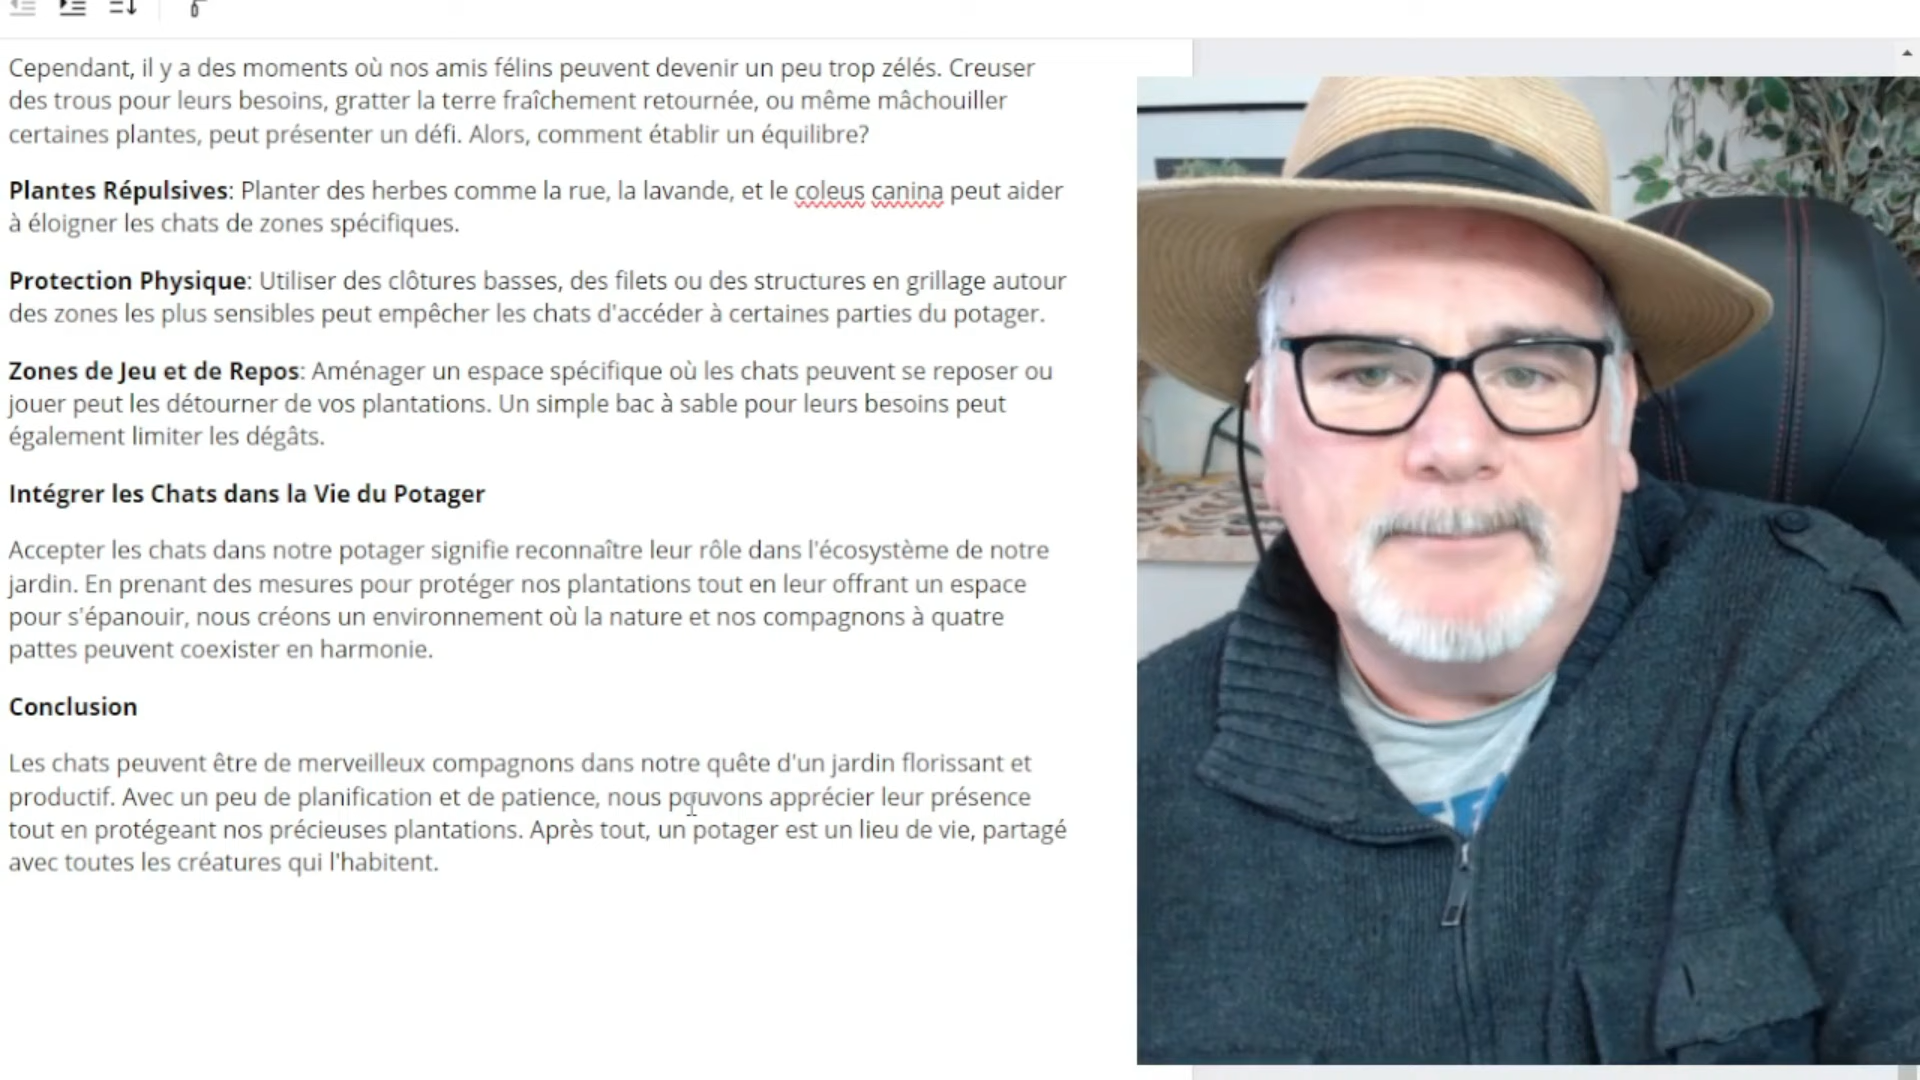 Cependant, il y a des moments où nos amis félins peuvent devenir un peu trop zélés. Creuser
des trous pour leurs besoins, gratter la terre fraîchement retournée, ou même mâchouiller
certaines plantes, peut présenter un défi. Alors, comment établir un équilibre?
Plantes Répulsives: Planter des herbes comme la rue, la lavande, et le coleus canina peut aider
à éloigner les chats de zones spécifiques.
Protection Physique: Utiliser des clôtures basses, des filets ou des structures en grillage autour
des zones les plus sensibles peut empêcher les chats d'accéder à certaines parties du potager.
Zones de Jeu et de Repos: Aménager un espace spécifique où les chats peuvent se reposer ou
jouer peut les détourner de vos plantations. Un simple bac à sable pour leurs besoins peut
également limiter les dégâts.
Intégrer les Chats dans la Vie du Potager
Accepter les chats dans notre potager signifie reconnaître leur rôle dans l'écosystème de notre
jardin. En prenant des mesures pour protéger nos plantations tout en leur offrant un espace
pour s'épanouir, nous créons un environnement où la nature et nos compagnons à quatre
pattes peuvent coexister en harmonie.
Conclusion
Les chats peuvent être de merveilleux compagnons dans notre quête d'un jardin florissant et
productif. Avec un peu de planification et de patience, nous pouvons apprécier leur présence
tout en protégeant nos précieuses plantations. Après tout, un potager est un lieu de vie, partagé
avec toutes les créatures qui l'habitent.